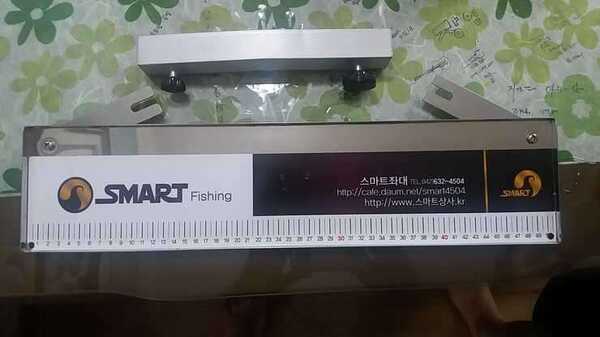 SMART Fishing
스마트좌대 TEL.042)632-4504
http://cafe.daum.net/smart4504
http://www.스마트상사.kr
SMART
2 3 4 5 6 7 8 9 10 11 12 13 14 15 16 17 18 19 20 21 22 23 24 25 26 27 28 29 30 31 32 33 34 35 36 37 38 39 40 41 42 43 44 45 46 47 48 49